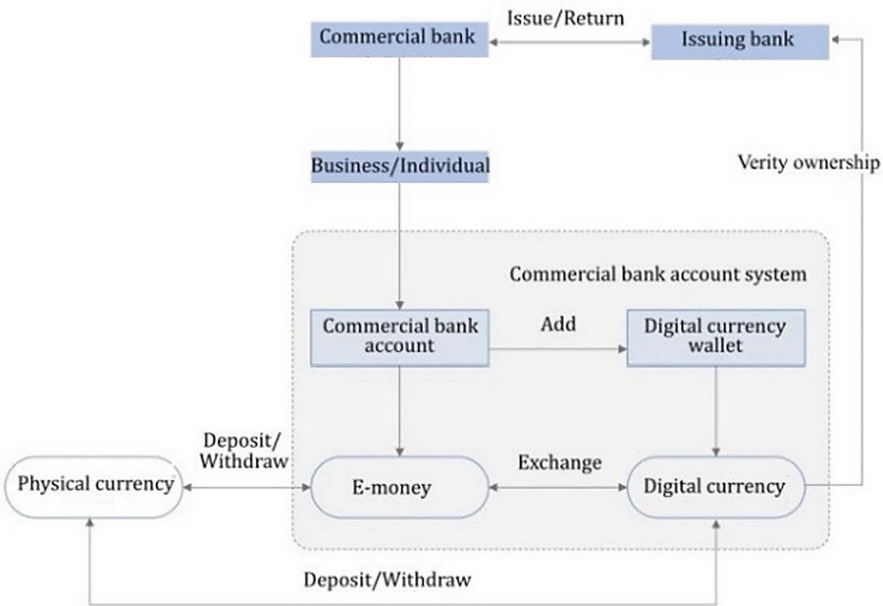 Issue/Return
Commercial bank
Issuing bank
Verity ownership
Business/Individual
Commercial bank account system
Commercial bank
account
Add
Digital currency
wallet
Deposit/
Withdraw
Physical currency
E-money
Exchange
Digital currency
Deposit/Withdraw